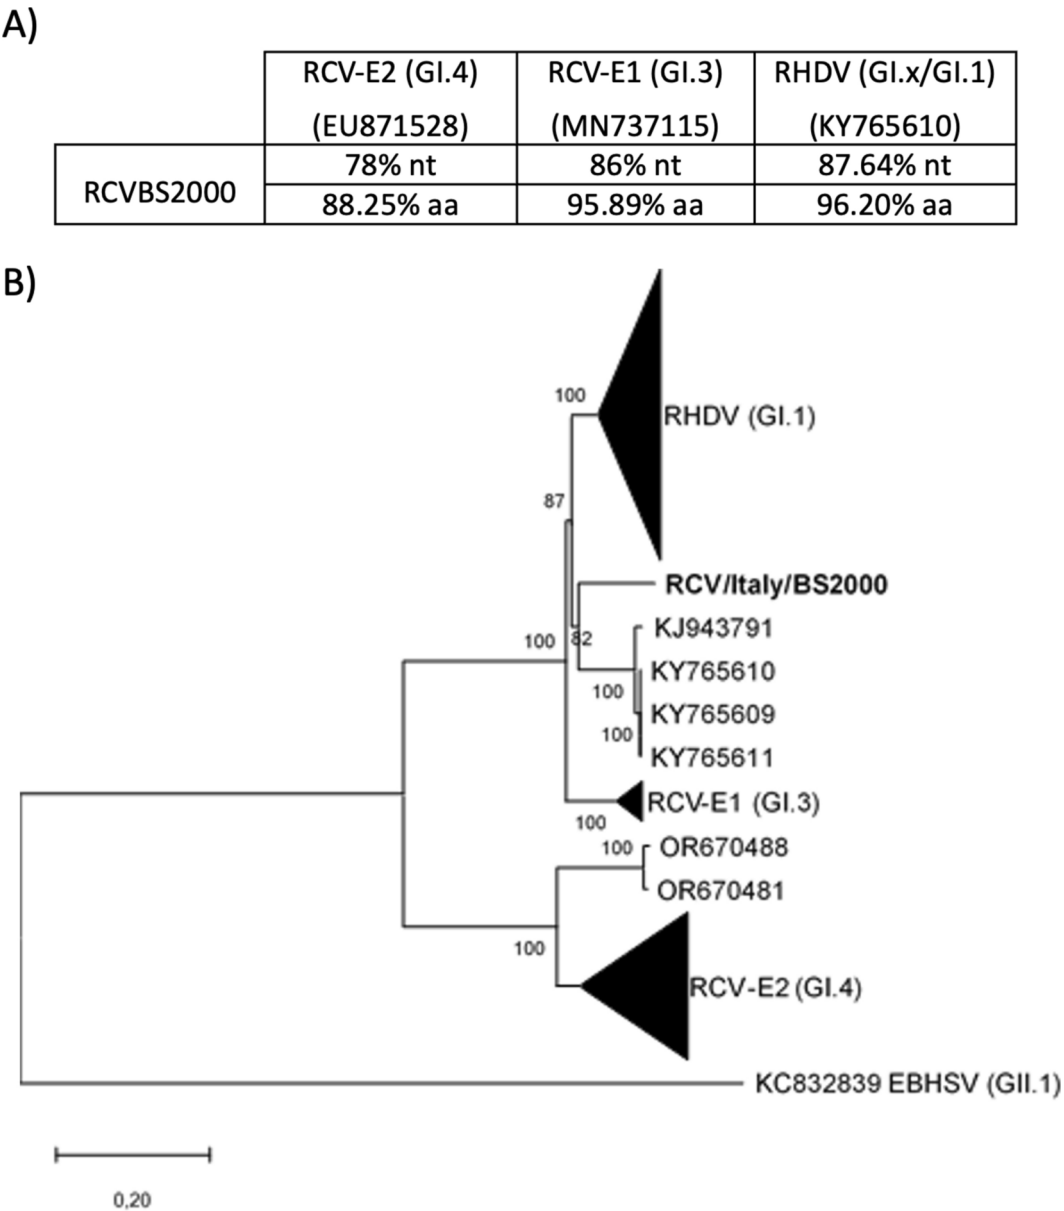 A)
RCV-E2 (GI.4) RCV-E1 (GI.3) RHDV (GI.x/GI.1)
(EU871528) (MN737115) (KY765610)
RCVBS2000
78% nt 86% nt 87.64% nt
88.25% aa 95.89% aa 96.20% aa
B)
100
RHDV (GI.1)
87
RCV/Italy/BS2000
KJ943791
100
82
KY765610
100
KY765609
100
KY765611
RCV-E1 (GI.3)
100
100
OR670488
OR670481
100
RCV-E2 (GI.4)
KC832839 EBHSV (GII.1)
0,20